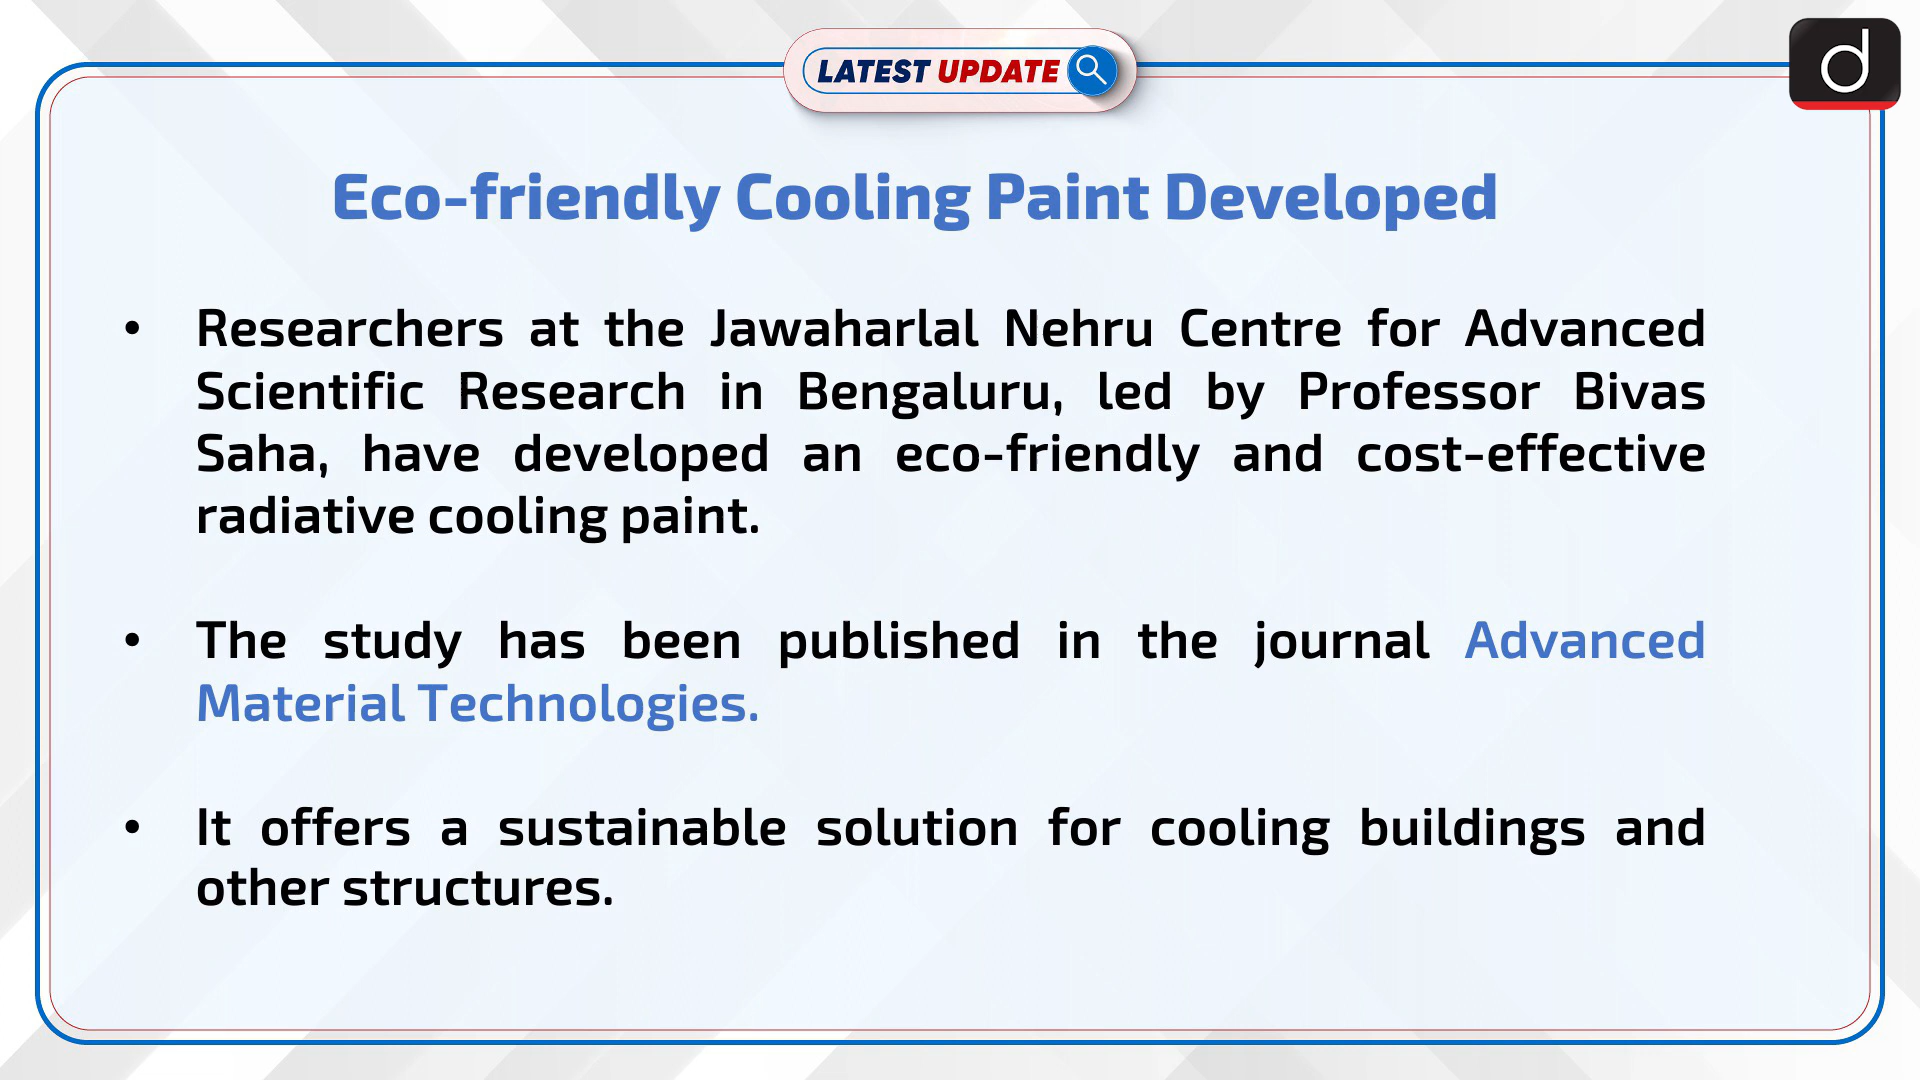 LATEST UPDATE
d
Eco-friendly Cooling Paint Developed
• Researchers at the Jawaharlal Nehru Centre for Advanced
Scientific Research in Bengaluru, led by Professor Bivas
Saha, have developed an eco-friendly and cost-effective
radiative cooling paint.
• The study has been published in the journal Advanced
Material Technologies.
• It offers a sustainable solution for cooling buildings and
other structures.